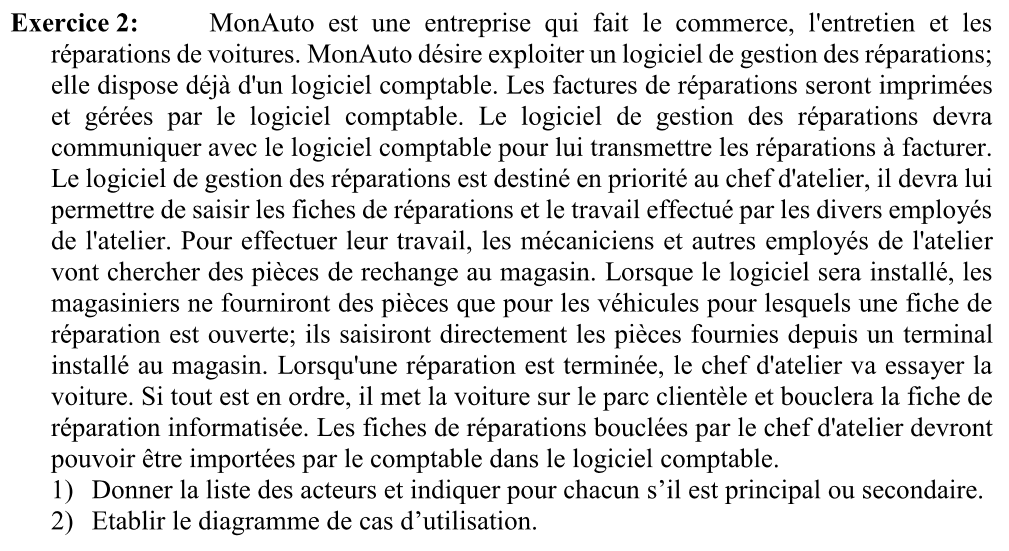 Exercice 2: MonAuto est une entreprise qui fait le commerce, l'entretien et les
réparations de voitures. MonAuto désire exploiter un logiciel de gestion des réparations;
elle dispose déjà d'un logiciel comptable. Les factures de réparations seront imprimées
et gérées par le logiciel comptable. Le logiciel de gestion des réparations devra
communiquer avec le logiciel comptable pour lui transmettre les réparations à facturer.
Le logiciel de gestion des réparations est destiné en priorité au chef d'atelier, il devra lui
permettre de saisir les fiches de réparations et le travail effectué par les divers employés
de l'atelier. Pour effectuer leur travail, les mécaniciens et autres employés de l'atelier
vont chercher des pièces de rechange au magasin. Lorsque le logiciel sera installé, les
magasiniers ne fourniront des pièces que pour les véhicules pour lesquels une fiche de
réparation est ouverte; ils saisiront directement les pièces fournies depuis un terminal
installé au magasin. Lorsqu'une réparation est terminée, le chef d'atelier va essayer la
voiture. Si tout est en ordre, il met la voiture sur le parc clientèle et bouclera la fiche de
réparation informatisée. Les fiches de réparations bouclées par le chef d'atelier devront
pouvoir être importées par le comptable dans le logiciel comptable.
1) Donner la liste des acteurs et indiquer pour chacun s’il est principal ou secondaire.
2) Etablir le diagramme de cas d’utilisation.